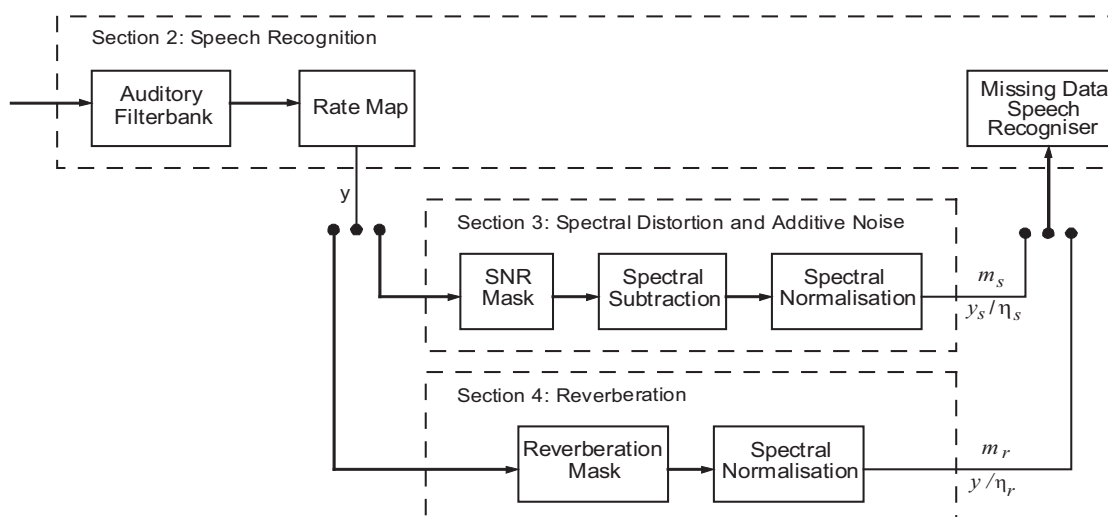 Section 2: Speech Recognition
Auditory
Filterbank
Rate Map
Missing Data
Speech
Recogniser
y
Section 3: Spectral Distortion and Additive Noise
SNR
Mask
Spectral
Subtraction
Spectral
Normalisation
m_s
y_s/η_s
Section 4: Reverberation
Reverberation
Mask
Spectral
Normalisation
m_r
y/η_r